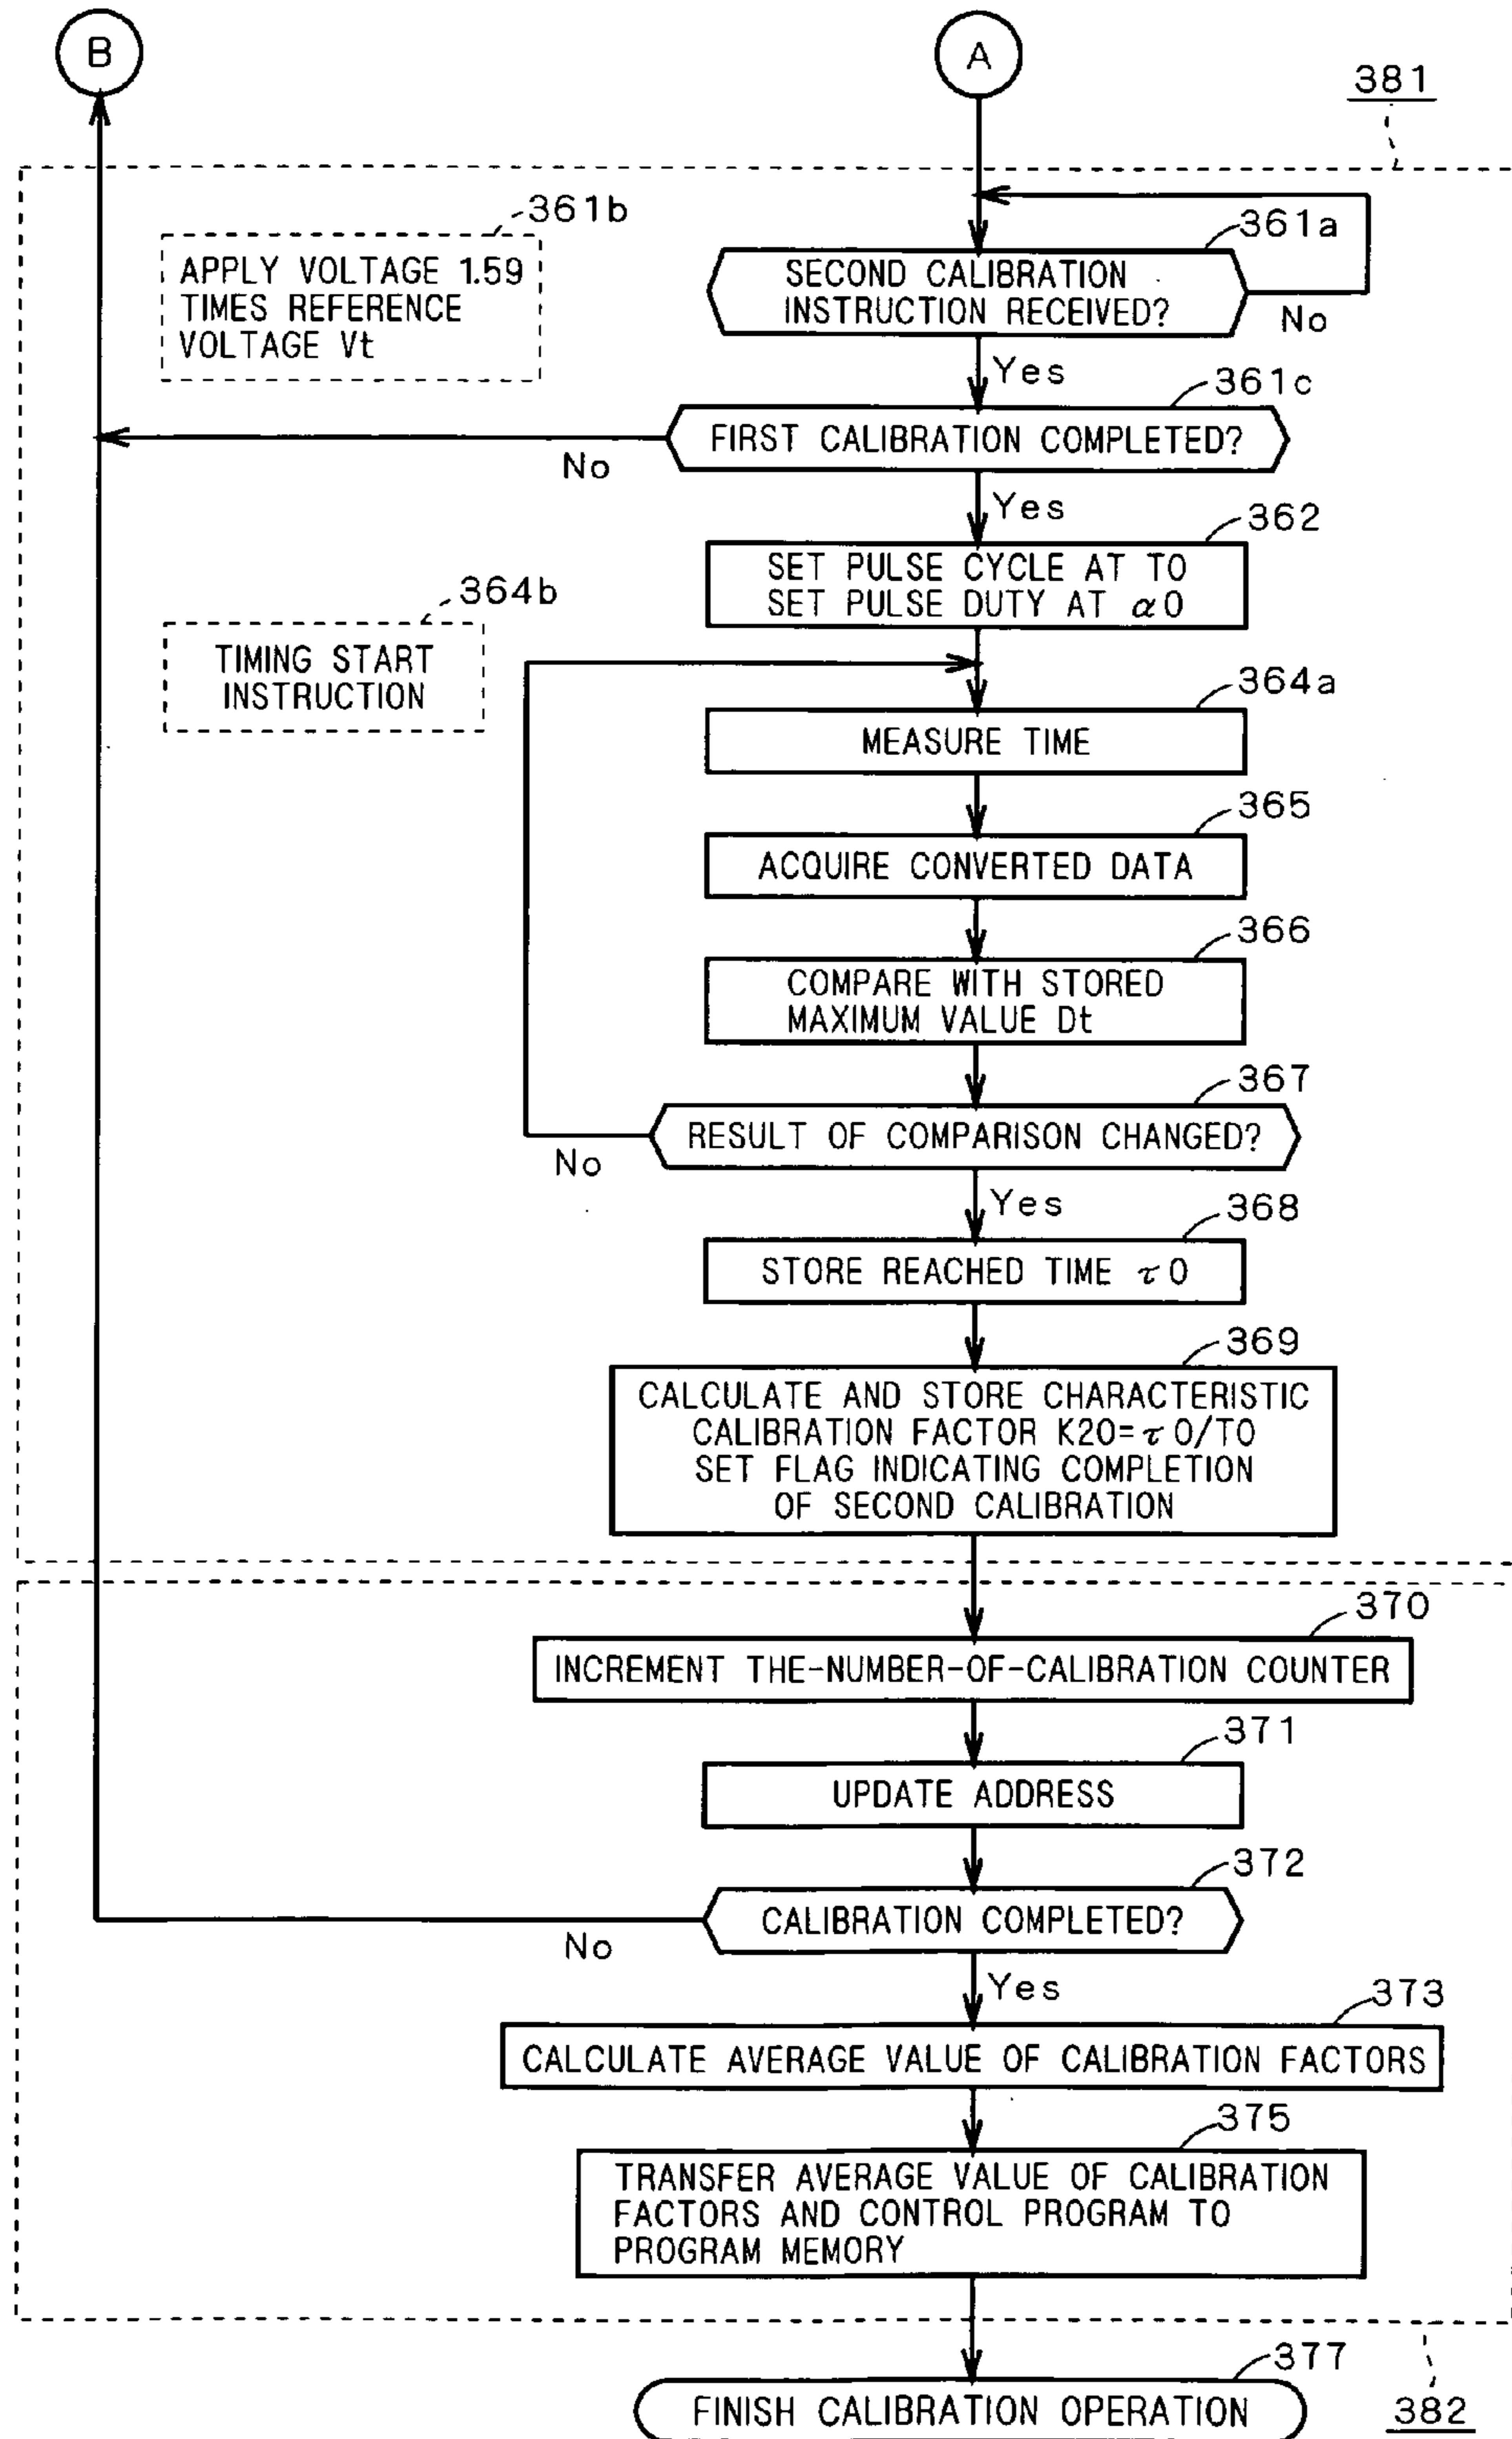 B
A
381
361b
361a
APPLY VOLTAGE 1.59
TIMES REFERENCE
VOLTAGE Vt
SECOND CALIBRATION
INSTRUCTION RECEIVED?
No
Yes
361c
FIRST CALIBRATION COMPLETED?
No
Yes
362
SET PULSE CYCLE AT T0
SET PULSE DUTY AT α0
364b
TIMING START
INSTRUCTION
364a
MEASURE TIME
365
ACQUIRE CONVERTED DATA
366
COMPARE WITH STORED
MAXIMUM VALUE Dt
367
RESULT OF COMPARISON CHANGED?
No
Yes
368
STORE REACHED TIME τ0
369
CALCULATE AND STORE CHARACTERISTIC
CALIBRATION FACTOR K20=τ0/T0
SET FLAG INDICATING COMPLETION
OF SECOND CALIBRATION
370
INCREMENT THE-NUMBER-OF-CALIBRATION COUNTER
371
UPDATE ADDRESS
372
CALIBRATION COMPLETED?
No
Yes
373
CALCULATE AVERAGE VALUE OF CALIBRATION FACTORS
375
TRANSFER AVERAGE VALUE OF CALIBRATION
FACTORS AND CONTROL PROGRAM TO
PROGRAM MEMORY
377
FINISH CALIBRATION OPERATION
382